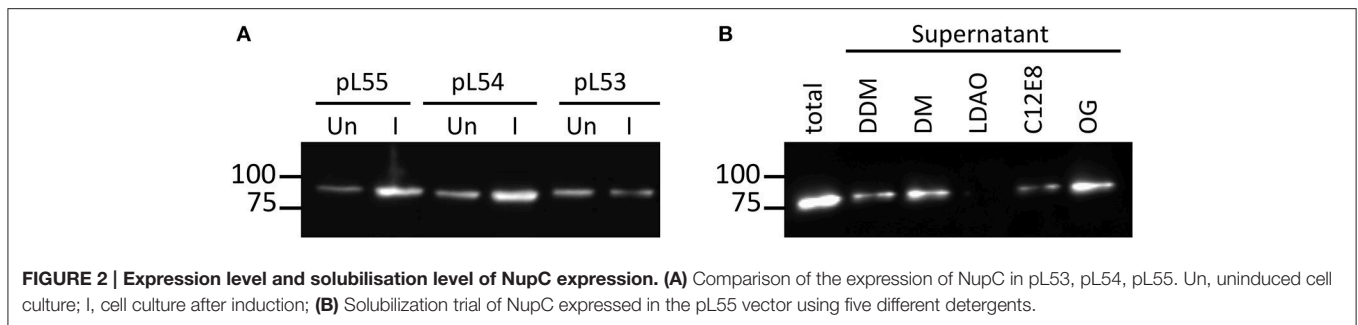 A
pL55 pL54 pL53
Un I Un I Un I
100
75
B
Supernatant
total DDM DM LDAO C12E8 OG
100
75
FIGURE 2 | Expression level and solubilisation level of NupC expression. (A) Comparison of the expression of NupC in pL53, pL54, pL55. Un, uninduced cell
culture; I, cell culture after induction; (B) Solubilization trial of NupC expressed in the pL55 vector using five different detergents.